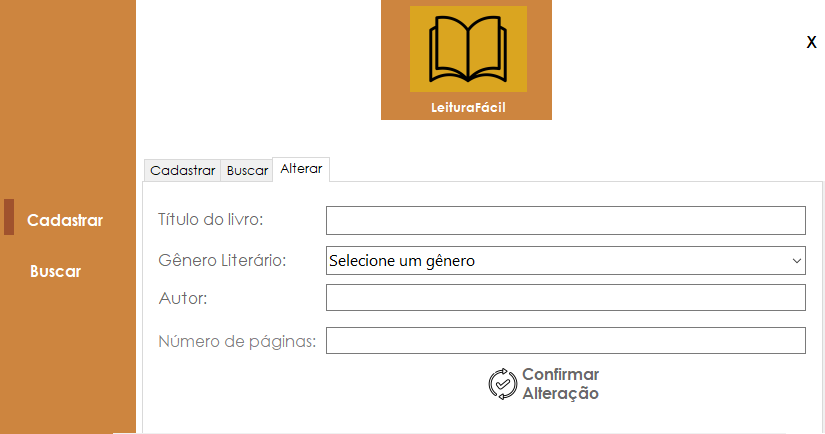 X
LeituraFácil
Cadastrar Buscar Alterar
Cadastrar
Buscar
Título do livro:
Gênero Literário: Selecione um gênero
Autor:
Número de páginas:
Confirmar
Alteração